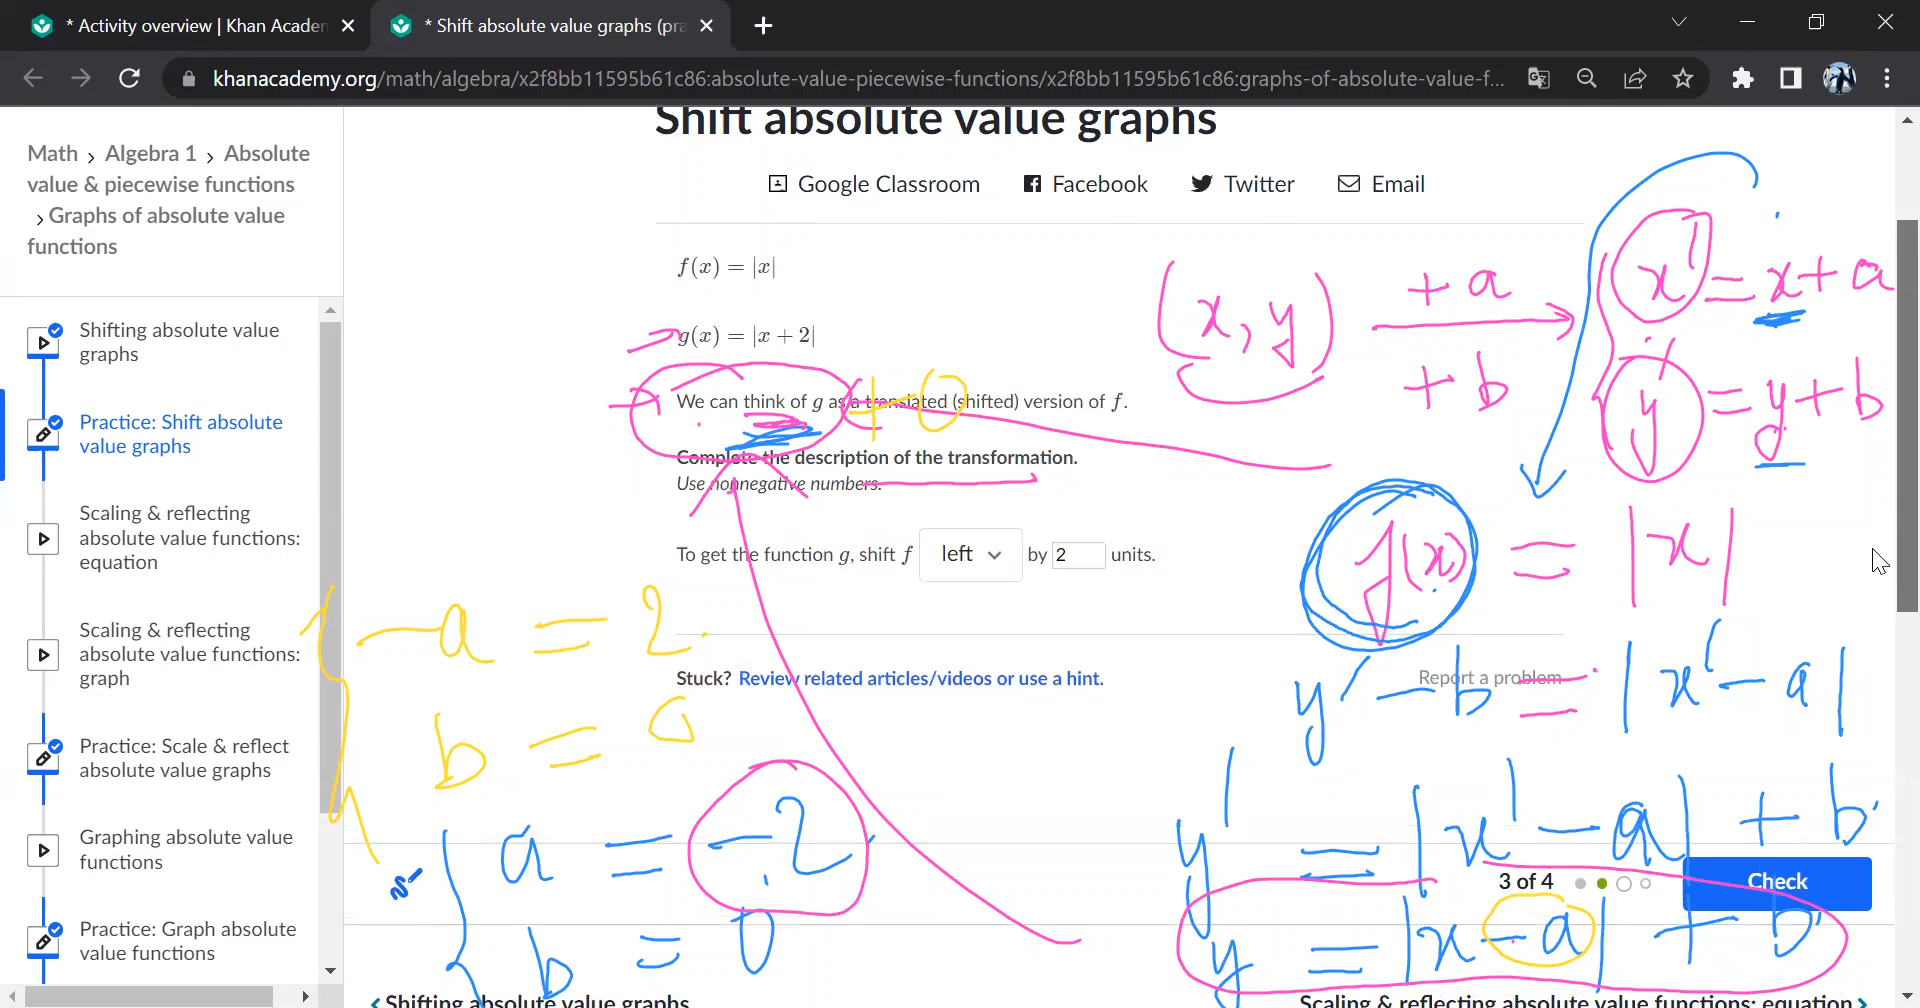 * Activity overview | Khan Acade
* Shift absolute value graphs (pra
khanacademy.org/math/algebra/x2f8bb11595b61c86:absolute-value-piecewise-functions/x2f8bb11595b61c86:graphs-of-absolute-value-f...
Math › Algebra 1 › Absolute
value & piecewise functions
› Graphs of absolute value
functions
Shifting absolute value
graphs
Practice: Shift absolute
value graphs
Scaling & reflecting
absolute value functions:
equation
Scaling & reflecting
absolute value functions:
graph
Practice: Scale & reflect
absolute value graphs
Graphing absolute value
functions
Practice: Graph absolute
value functions
Shift absolute value graphs
Google Classroom Facebook Twitter Email
f(x) = |x|
g(x) = |x + 2|
We can think of g as a translated (shifted) version of f.
Complete the description of the transformation.
Use nonnegative numbers.
To get the function g, shift f left by 2 units.
Stuck? Review related articles/videos or use a hint.
Report a problem
+ 0
(x, y) + a
+ b
x' = x + a
y' = y + b
f(x) = |x|
y' - b = |x' - a|
y' = |x' - a| + b
y = |x - a| + b
-a = 2
b = 0
a = -2
b = 0
3 of 4 Check
‹ Shifting absolute value graphs
Scaling & reflecting absolute value functions: equation ›